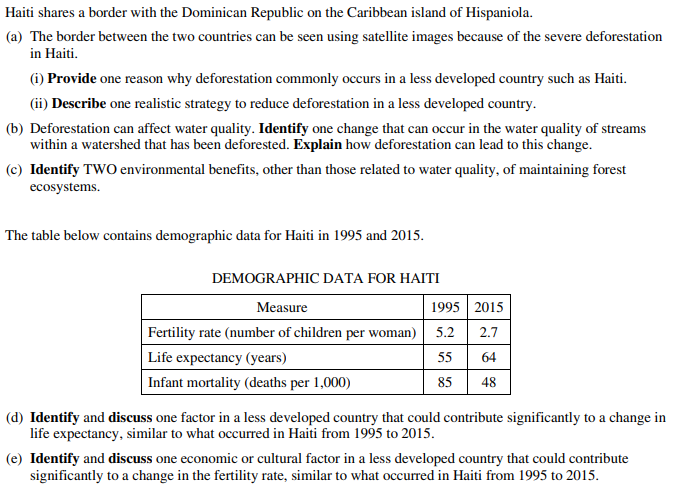 Haiti shares a border with the Dominican Republic on the Caribbean island of Hispaniola.
(a) The border between the two countries can be seen using satellite images because of the severe deforestation
in Haiti.
(i) Provide one reason why deforestation commonly occurs in a less developed country such as Haiti.
(ii) Describe one realistic strategy to reduce deforestation in a less developed country.
(b) Deforestation can affect water quality. Identify one change that can occur in the water quality of streams
within a watershed that has been deforested. Explain how deforestation can lead to this change.
(c) Identify TWO environmental benefits, other than those related to water quality, of maintaining forest
ecosystems.
The table below contains demographic data for Haiti in 1995 and 2015.
DEMOGRAPHIC DATA FOR HAITI
Measure 1995 2015
Fertility rate (number of children per woman) 5.2 2.7
Life expectancy (years) 55 64
Infant mortality (deaths per 1,000) 85 48
(d) Identify and discuss one factor in a less developed country that could contribute significantly to a change in
life expectancy, similar to what occurred in Haiti from 1995 to 2015.
(e) Identify and discuss one economic or cultural factor in a less developed country that could contribute
significantly to a change in the fertility rate, similar to what occurred in Haiti from 1995 to 2015.